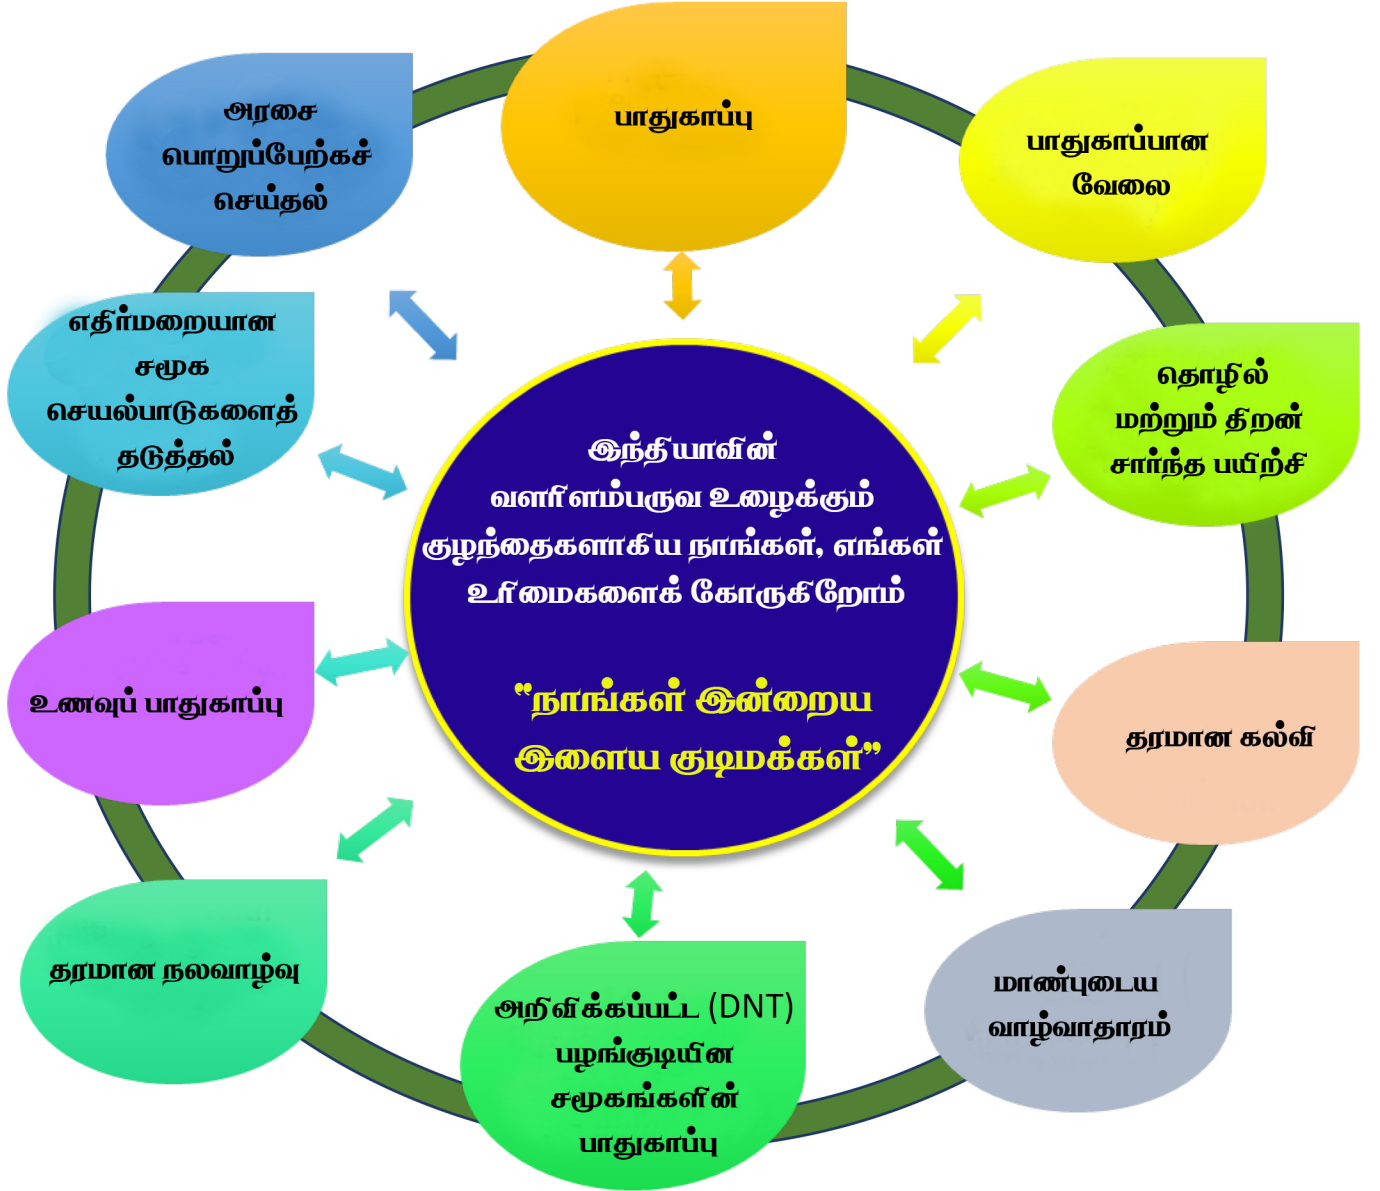 பாதுகாப்பு
பாதுகாப்பான
வேலை
தொழில்
மற்றும் திறன்
சார்ந்த பயிற்சி
தரமான கல்வி
மாண்புடைய
வாழ்வாதாரம்
அறிவிக்கப்பட்ட (DNT)
பழங்குடியின
சமூகங்களின்
பாதுகாப்பு
தரமான நலவாழ்வு
உணவுப் பாதுகாப்பு
எதிர்மறையான
சமூக
செயல்பாடுகளைத்
தடுத்தல்
அரசை
பொறுப்பேற்கச்
செய்தல்
இந்தியாவின்
வளரிளம்பருவ உழைக்கும்
குழந்தைகளாகிய நாங்கள், எங்கள்
உரிமைகளைக் கோருகிறோம்
"நாங்கள் இன்றைய
இளைய குடிமக்கள்"